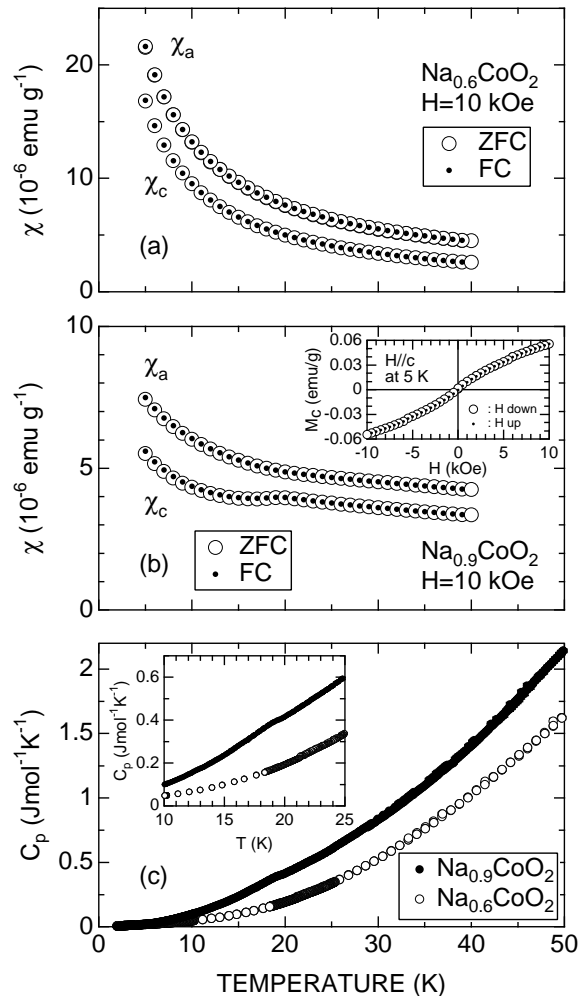 χa
χc
Na0.6CoO2
H=10 kOe
ZFC
FC
(a)
χ (10-6 emu g-1)
20
10
0
χa
χc
Na0.9CoO2
H=10 kOe
ZFC
FC
(b)
χ (10-6 emu g-1)
10
5
0
H//c
at 5 K
: H down
: H up
Mc (emu/g)
0.06
0.03
0
-0.03
-0.06
-10
-5
0
5
10
H (kOe)
Cp (Jmol-1K-1)
2
1.5
1
0.5
0
Cp (Jmol-1K-1)
0.6
0.4
0.2
0
10
15
20
25
T (K)
(c)
Na0.9CoO2
Na0.6CoO2
0
10
20
30
40
50
TEMPERATURE (K)